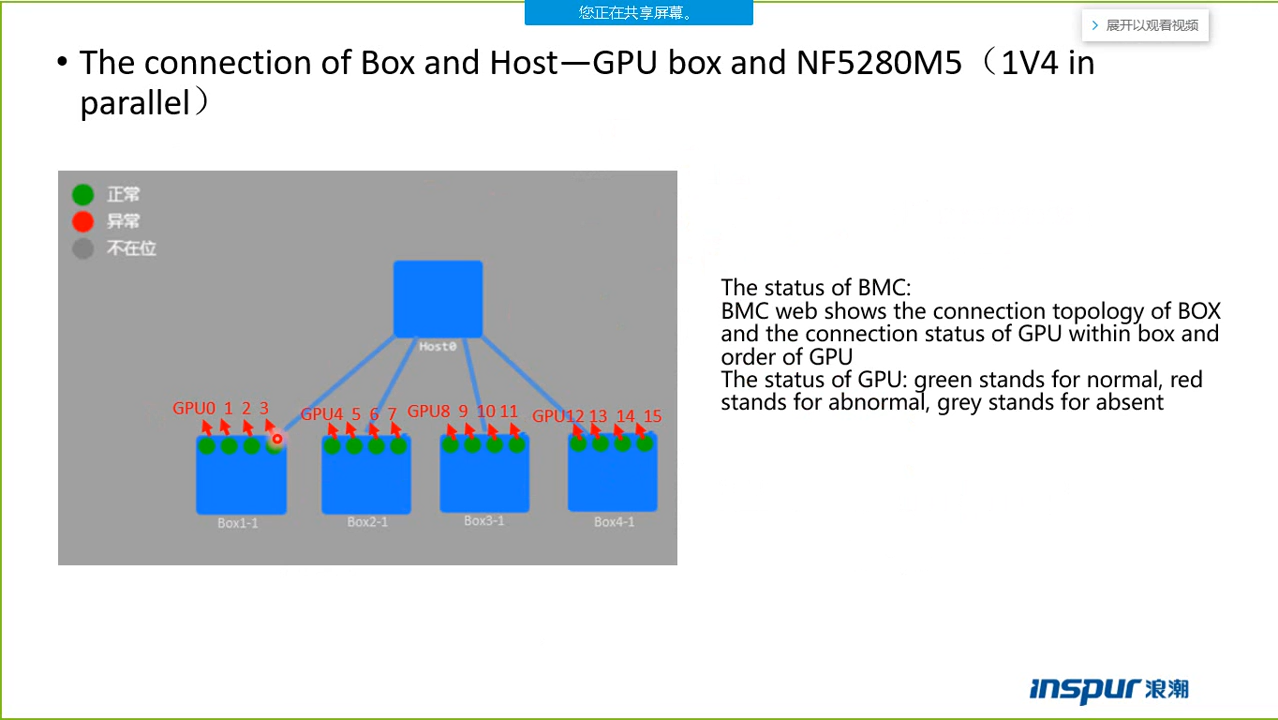 您正在共享屏幕。
展开以观看视频
• The connection of Box and Host—GPU box and NF5280M5（1V4 in
parallel）
正常
异常
不在位
Host0
GPU0 1 2 3
GPU4 5 6 7
GPU8 9 10 11
GPU12 13 14 15
Box1-1
Box2-1
Box3-1
Box4-1
The status of BMC:
BMC web shows the connection topology of BOX
and the connection status of GPU within box and
order of GPU
The status of GPU: green stands for normal, red
stands for abnormal, grey stands for absent
inspur 浪潮